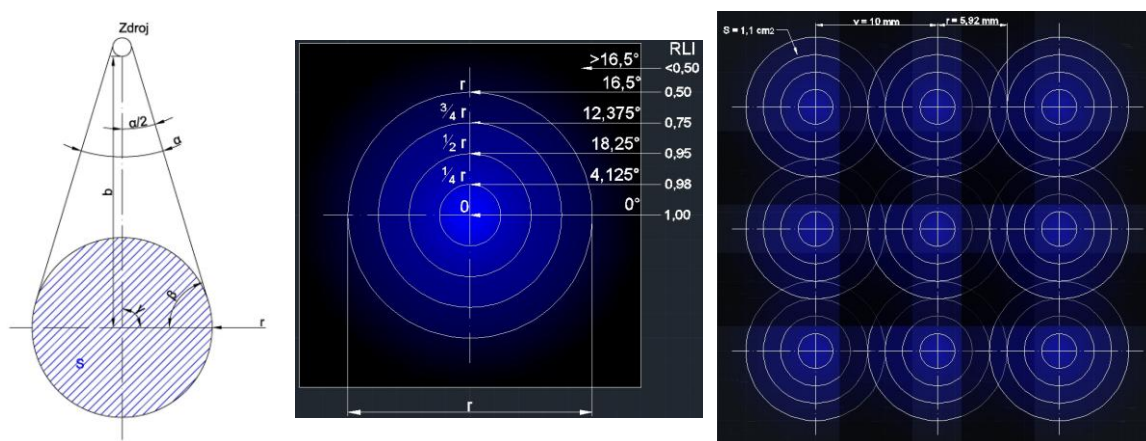 Zdroj
α/2
α
b
β
γ
r
S
RLI
>16,5°
<0,50
r
16,5°
0,50
¾ r
12,375°
0,75
½ r
18,25°
0,95
¼ r
4,125°
0,98
0
0°
1,00
r
v = 10 mm
r = 5,92 mm
S = 1,1 cm2